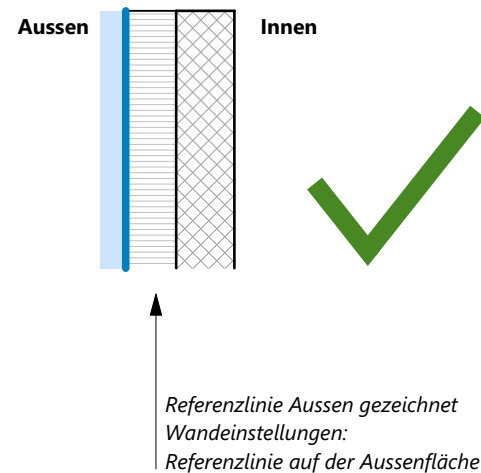 Aussen
Innen
Referenzlinie Aussen gezeichnet
Wandeinstellungen:
Referenzlinie auf der Aussenfläche